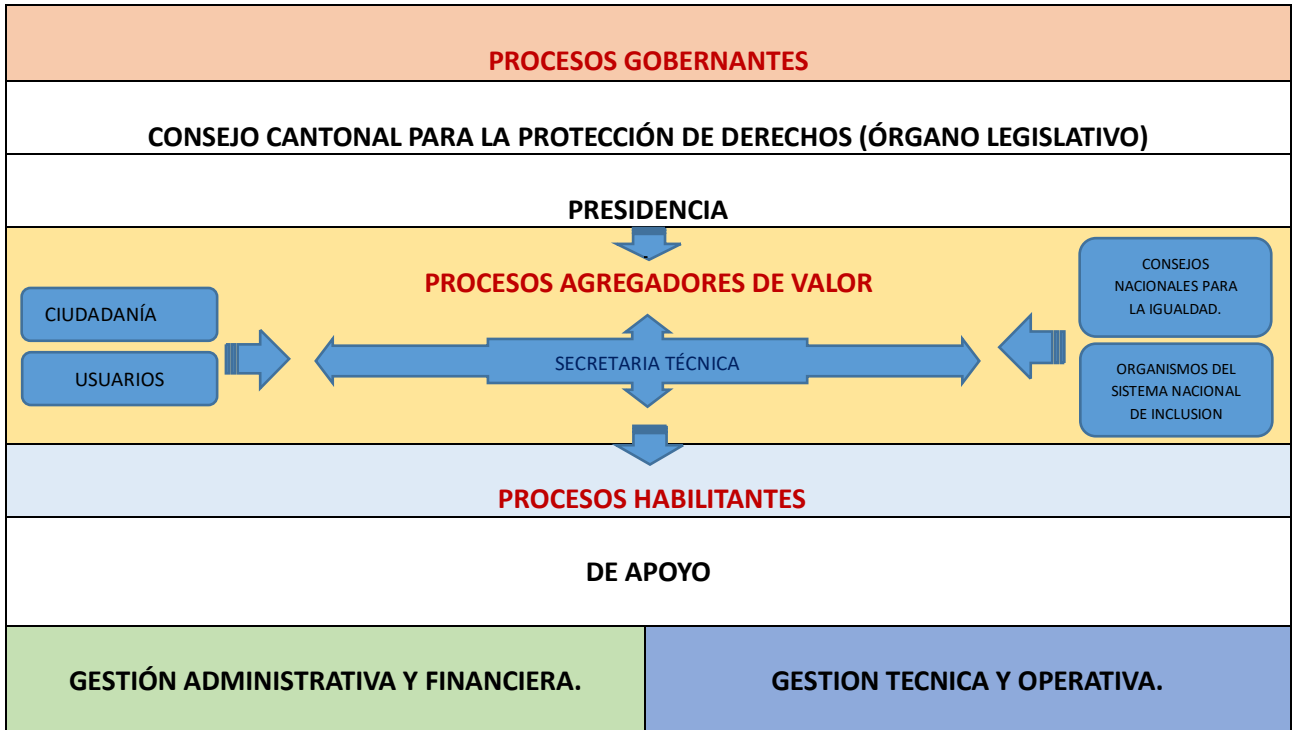 PROCESOS GOBERNANTES
CONSEJO CANTONAL PARA LA PROTECCIÓN DE DERECHOS (ÓRGANO LEGISLATIVO)
PRESIDENCIA
PROCESOS AGREGADORES DE VALOR
CIUDADANÍA
USUARIOS
SECRETARIA TÉCNICA
CONSEJOS
NACIONALES PARA
LA IGUALDAD.
ORGANISMOS DEL
SISTEMA NACIONAL
DE INCLUSION
PROCESOS HABILITANTES
DE APOYO
GESTIÓN ADMINISTRATIVA Y FINANCIERA.
GESTION TECNICA Y OPERATIVA.